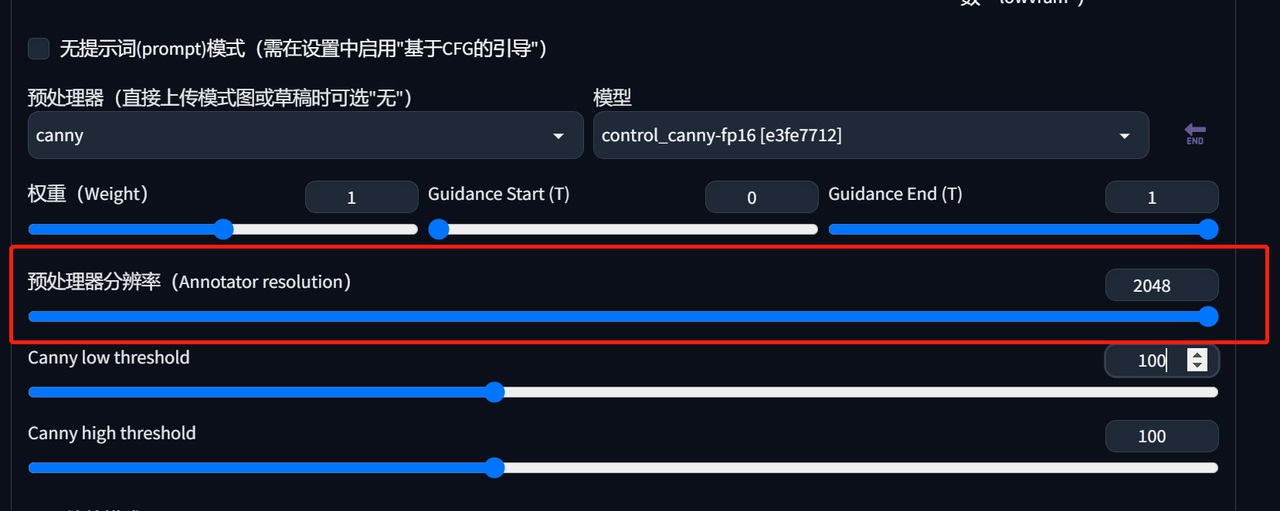 无提示词(prompt)模式（需在设置中启用"基于CFG的引导"）
预处理器（直接上传模式图或草稿时可选"无"） 模型
canny control_canny-fp16 [e3fe7712] END
权重（Weight） 1 Guidance Start (T) 0 Guidance End (T) 1
预处理器分辨率（Annotator resolution） 2048
Canny low threshold 100
Canny high threshold 100